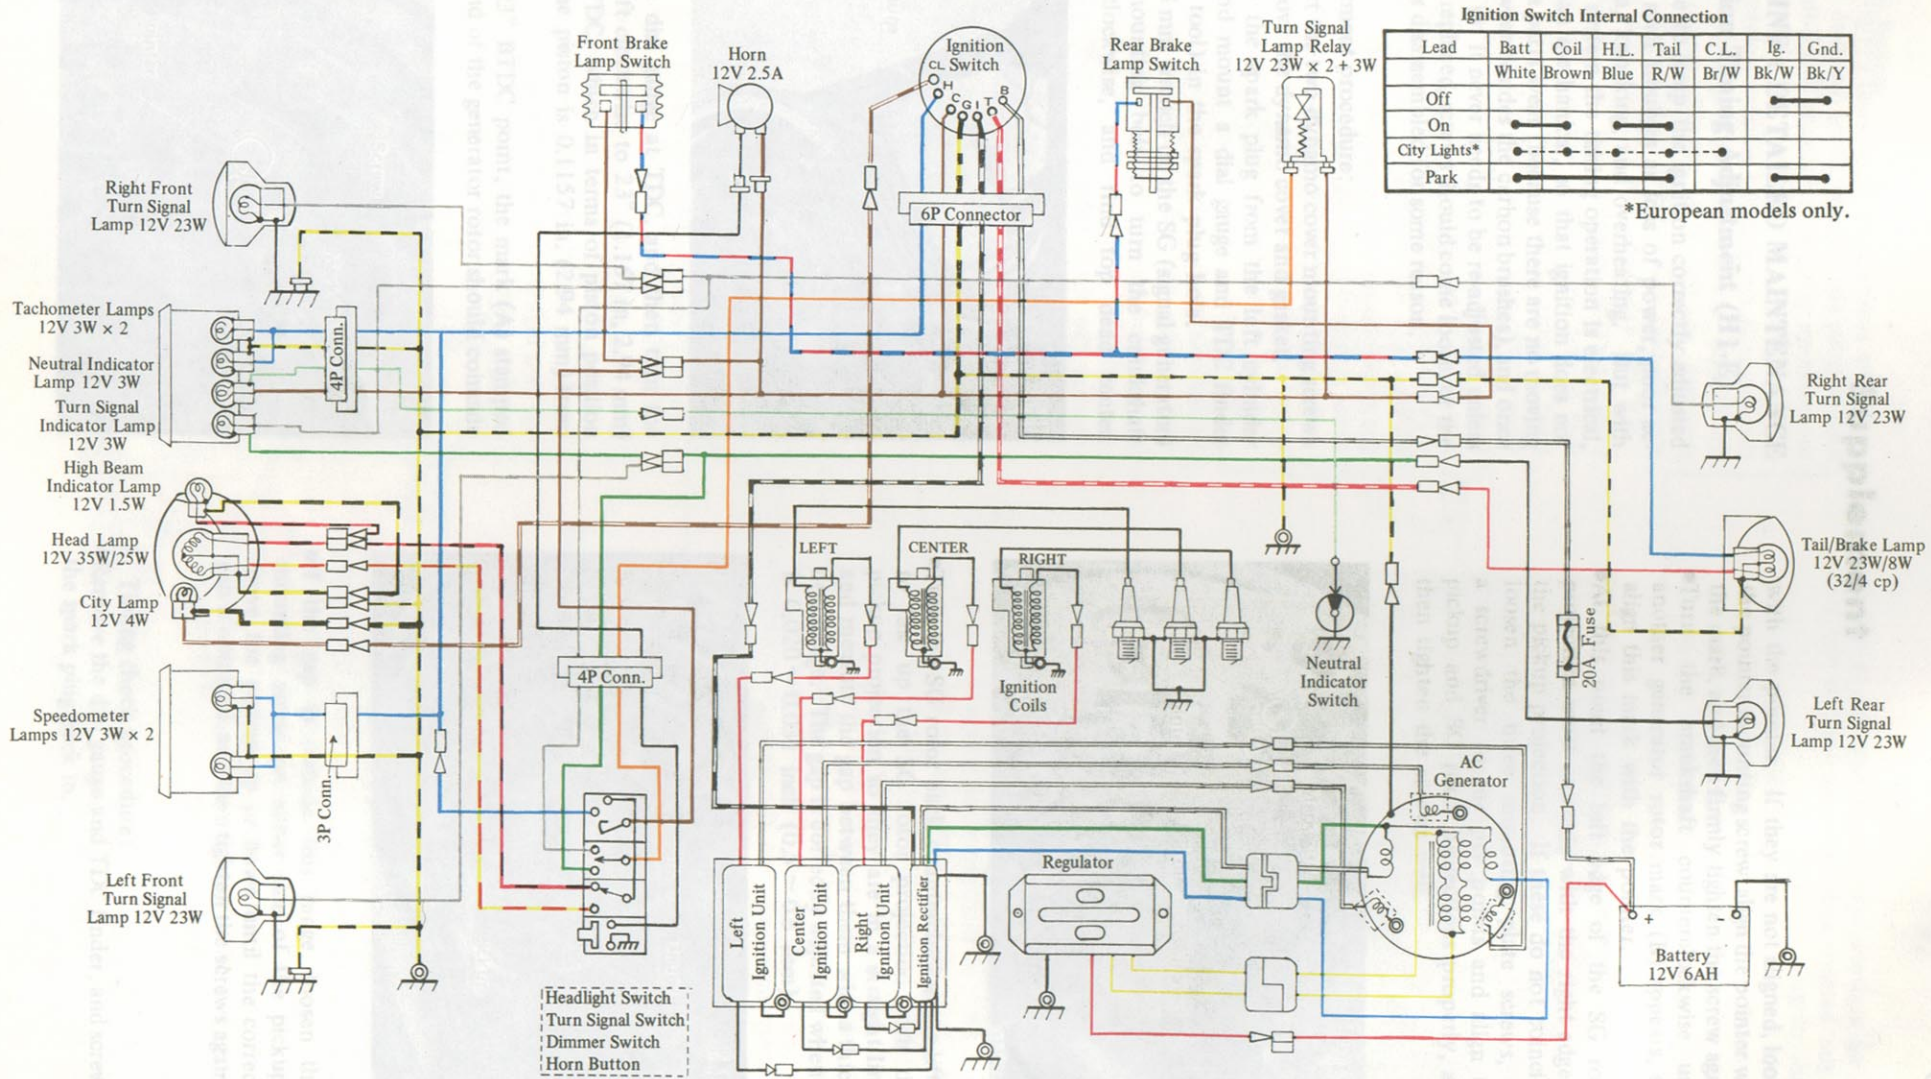 Ignition Switch Internal Connection
Lead Batt Coil H.L. Tail C.L. Ig. Gnd.
White Brown Blue R/W Br/W Bk/W Bk/Y
Off
On
City Lights*
Park
*European models only.
Front Brake
Lamp Switch
Horn
12V 2.5A
Ignition
Switch
CL
H
C
G
I
T
B
6P Connector
Rear Brake
Lamp Switch
Turn Signal
Lamp Relay
12V 23W × 2 + 3W
Right Front
Turn Signal
Lamp 12V 23W
Tachometer Lamps
12V 3W × 2
Neutral Indicator
Lamp 12V 3W
Turn Signal
Indicator Lamp
12V 3W
4P Conn.
High Beam
Indicator Lamp
12V 1.5W
Head Lamp
12V 35W/25W
City Lamp
12V 4W
Speedometer
Lamps 12V 3W × 2
3P Conn.
Left Front
Turn Signal
Lamp 12V 23W
4P Conn.
Headlight Switch
Turn Signal Switch
Dimmer Switch
Horn Button
LEFT
CENTER
RIGHT
Ignition
Coils
Left
Ignition Unit
Center
Ignition Unit
Right
Ignition Unit
Ignition Rectifier
Regulator
AC
Generator
Neutral
Indicator
Switch
20A Fuse
Right Rear
Turn Signal
Lamp 12V 23W
Tail/Brake Lamp
12V 23W/8W
(32/4 cp)
Left Rear
Turn Signal
Lamp 12V 23W
+ -
Battery
12V 6AH